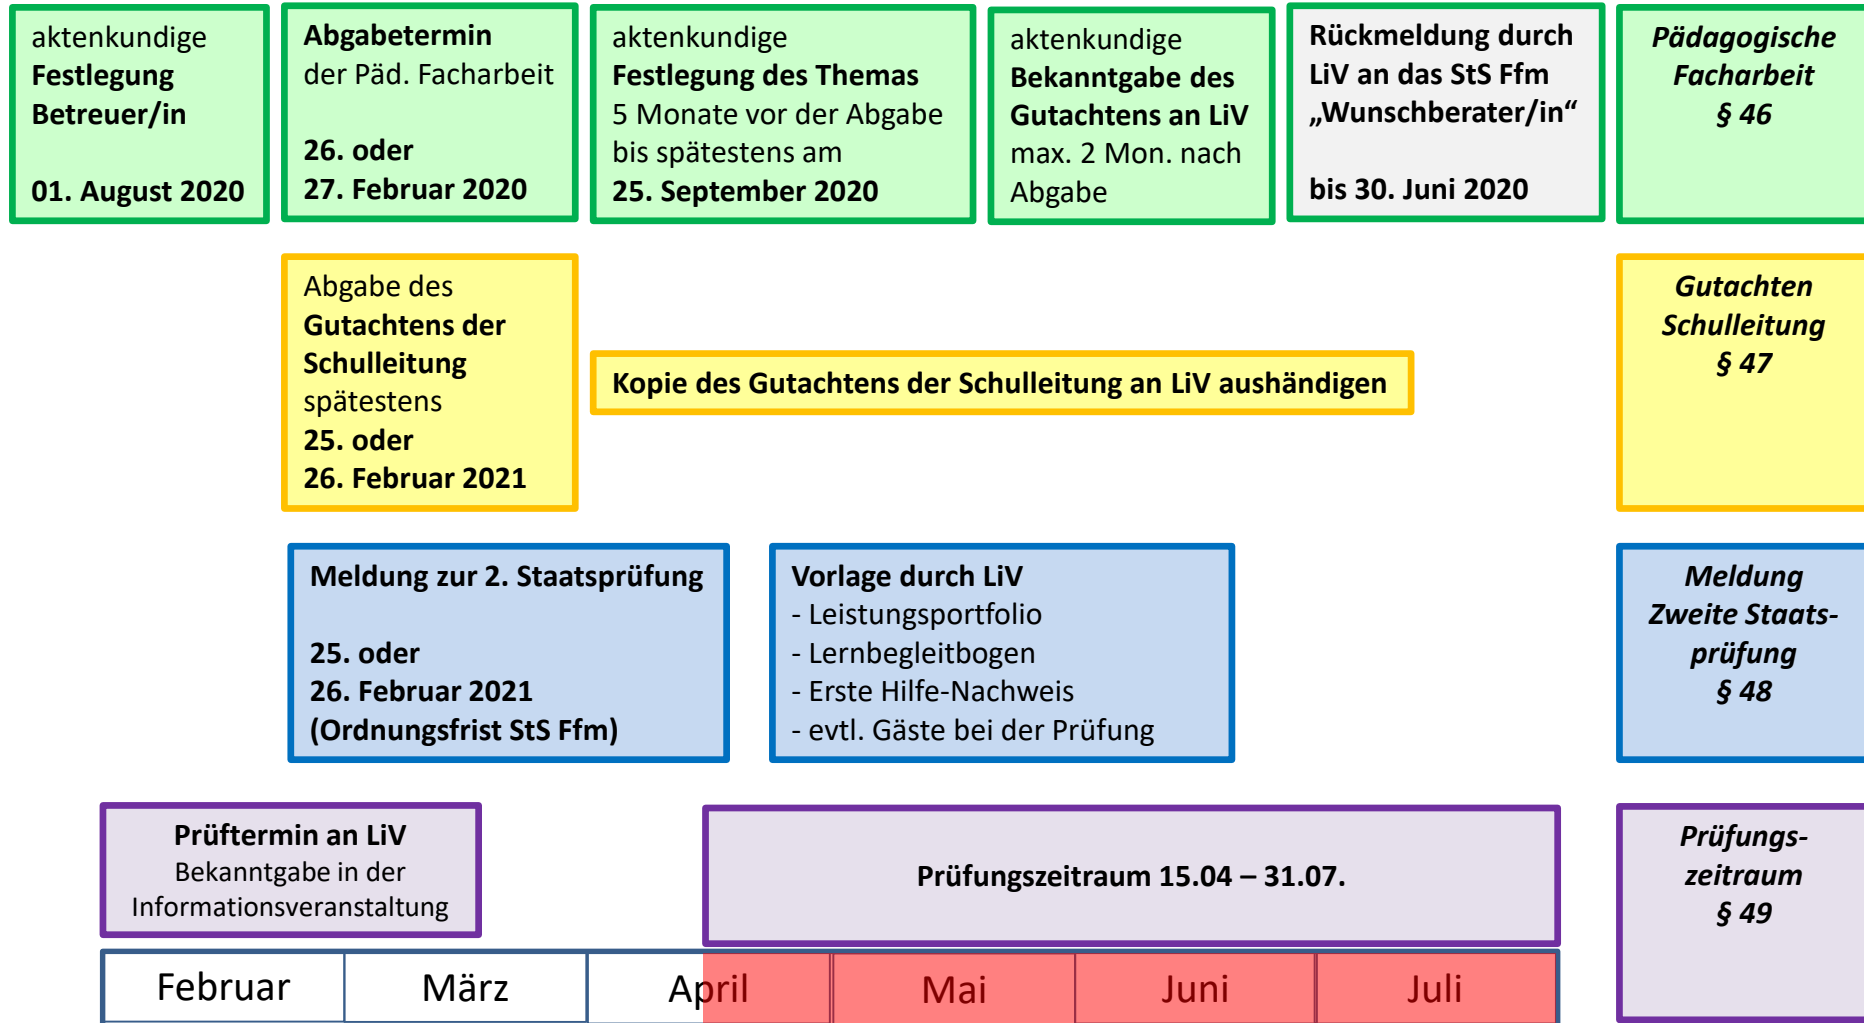 aktenkundige
Festlegung
Betreuer/in
01. August 2020
Abgabetermin
der Päd. Facharbeit
26. oder
27. Februar 2020
aktenkundige
Festlegung des Themas
5 Monate vor der Abgabe
bis spätestens am
25. September 2020
aktenkundige
Bekanntgabe des
Gutachtens an LiV
max. 2 Mon. nach
Abgabe
Rückmeldung durch
LiV an das StS Ffm
„Wunschberater/in“
bis 30. Juni 2020
Pädagogische
Facharbeit
§ 46
Abgabe des
Gutachtens der
Schulleitung
spätestens
25. oder
26. Februar 2021
Kopie des Gutachtens der Schulleitung an LiV aushändigen
Gutachten
Schulleitung
§ 47
Meldung zur 2. Staatsprüfung
25. oder
26. Februar 2021
(Ordnungsfrist StS Ffm)
Vorlage durch LiV
- Leistungsportfolio
- Lernbegleitbogen
- Erste Hilfe-Nachweis
- evtl. Gäste bei der Prüfung
Meldung
Zweite Staats-
prüfung
§ 48
Prüftermin an LiV
Bekanntgabe in der
Informationsveranstaltung
Prüfungszeitraum 15.04 – 31.07.
Prüfungs-
zeitraum
§ 49
Februar
März
April
Mai
Juni
Juli